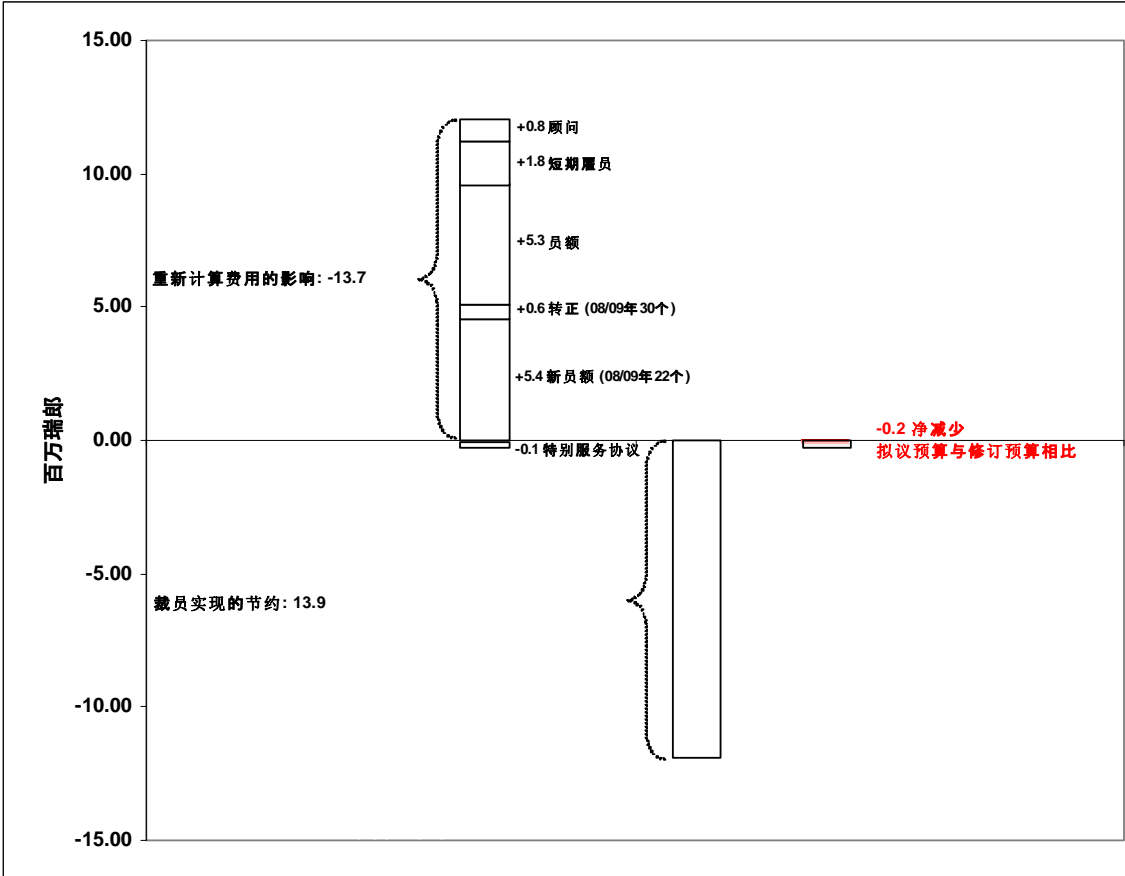 15.00
+0.8 顾问
10.00
+1.8 短期雇员
+5.3 员额
重新计算费用的影响: -13.7
5.00
+0.6 转正 (08/09年30个)
+5.4 新员额 (08/09年22个)
百万瑞郎
0.00
-0.1 特别服务协议
-0.2 净减少
拟议预算与修订预算相比
-5.00
裁员实现的节约: 13.9
-10.00
-15.00